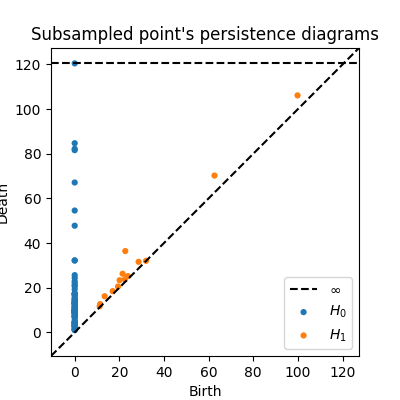 Subsampled point's persistence diagrams
Death
120
100
80
60
40
20
0
∞
H₀
H₁
0 20 40 60 80 100 120
Birth